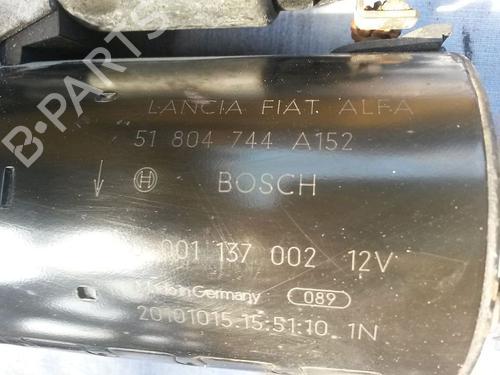 LANCIA FIAT ALFA
51 804 744 A152
BOSCH
001 137 002 12V
Made in Germany 089
20101015.15:51:10 1N
B-PARTS